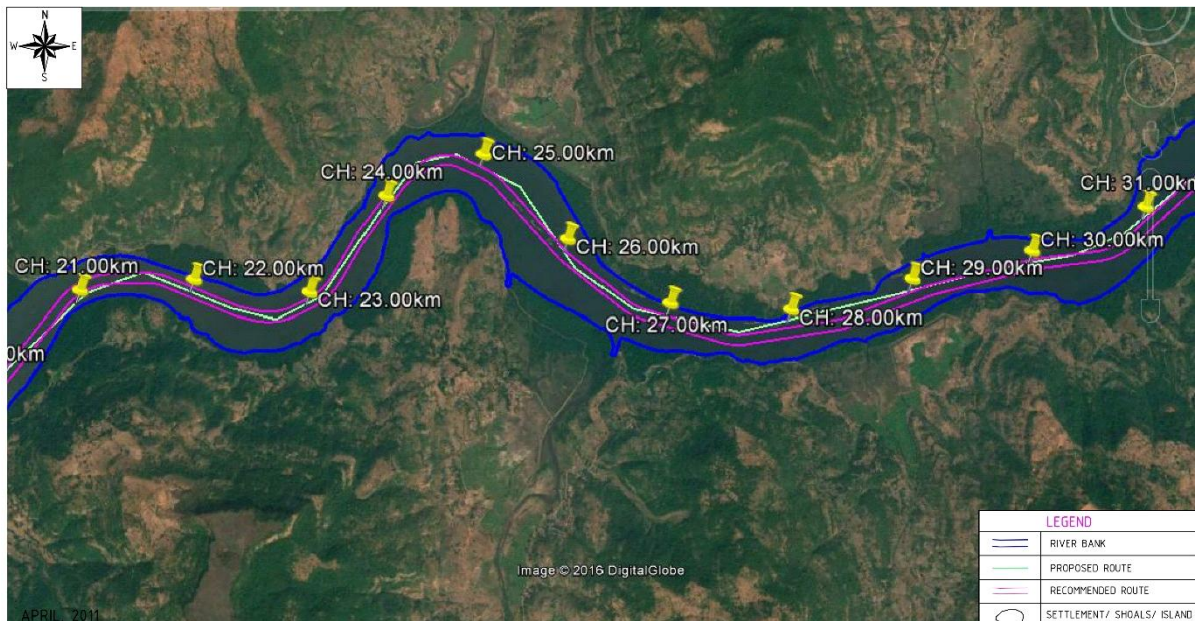 N
W E
S
CH: 25.00km
CH: 24.00km
CH: 31.00km
CH: 26.00km
CH: 30.00km
CH: 21.00km
CH: 22.00km
CH: 29.00km
CH: 23.00km
CH: 28.00km
CH: 27.00km
0km
Image © 2016 DigitalGlobe
APRIL 2011
LEGEND
RIVER BANK
PROPOSED ROUTE
RECOMMENDED ROUTE
SETTLEMENT/ SHOALS/ ISLAND